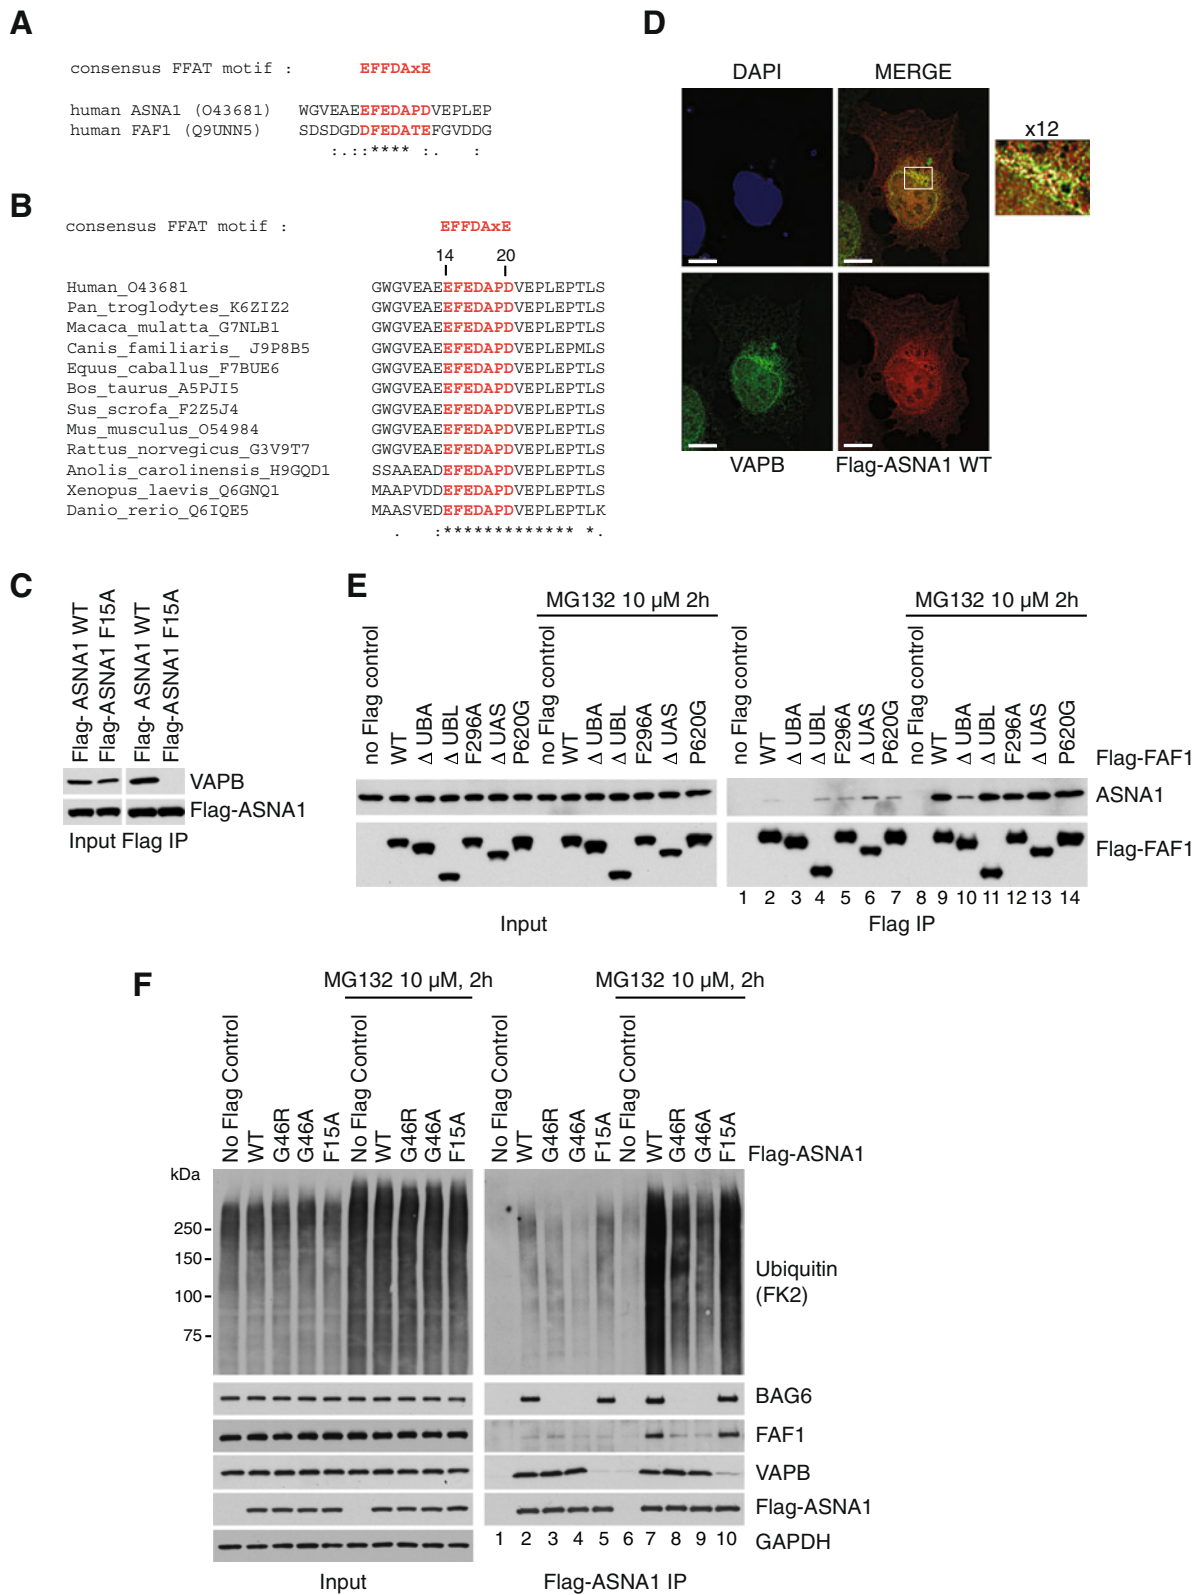 A
consensus FFAT motif : EFFDAxE
human ASNA1 (O43681) WGVEAEEFEDAPDVEPLEP
human FAF1 (Q9UNN5) SDSDGDDFEDATEFGVDDG
:.::**** :. :
B
consensus FFAT motif : EFFDAxE
14 20
Human_O43681 GWGVEAEEFEDAPDVEPLEPTLS
Pan_troglodytes_K6ZIZ2 GWGVEAEEFEDAPDVEPLEPTLS
Macaca_mulatta_G7NLB1 GWGVEAEEFEDAPDVEPLEPTLS
Canis_familiaris_ J9P8B5 GWGVEAEEFEDAPDVEPLEPMLS
Equus_caballus_F7BUE6 GWGVEAEEFEDAPDVEPLEPTLS
Bos_taurus_A5PJI5 GWGVEAEEFEDAPDVEPLEPTLS
Sus_scrofa_F2Z5J4 GWGVEAEEFEDAPDVEPLEPTLS
Mus_musculus_O54984 GWGVEAEEFEDAPDVEPLEPTLS
Rattus_norvegicus_G3V9T7 GWGVEAEEFEDAPDVEPLEPTLS
Anolis_carolinensis_H9GQD1 SSAAEADEFEDAPDVEPLEPTLS
Xenopus_laevis_Q6GNQ1 MAAPVDDEFEDAPDVEPLEPTLS
Danio_rerio_Q6IQE5 MAASVEDEFEDAPDVEPLEPTLK
. :************* *.
C
Flag- ASNA1 WT
Flag-ASNA1 F15A
Flag- ASNA1 WT
Flag-ASNA1 F15A
VAPB
Flag-ASNA1
Input Flag IP
D
DAPI MERGE
x12
VAPB Flag-ASNA1 WT
E
MG132 10 µM 2h MG132 10 µM 2h
no Flag control
WT
Δ UBA
Δ UBL
F296A
Δ UAS
P620G
no Flag control
WT
Δ UBA
Δ UBL
F296A
Δ UAS
P620G
no Flag control
WT
Δ UBA
Δ UBL
F296A
Δ UAS
P620G
no Flag control
WT
Δ UBA
Δ UBL
F296A
Δ UAS
P620G
Flag-FAF1
ASNA1
Flag-FAF1
1 2 3 4 5 6 7 8 9 10 11 12 13 14
Input Flag IP
F
MG132 10 µM, 2h MG132 10 µM, 2h
No Flag Control
WT
G46R
G46A
F15A
No Flag Control
WT
G46R
G46A
F15A
No Flag Control
WT
G46R
G46A
F15A
No Flag Control
WT
G46R
G46A
F15A
Flag-ASNA1
kDa
250
150
100
75
Ubiquitin
(FK2)
BAG6
FAF1
VAPB
Flag-ASNA1
1 2 3 4 5 6 7 8 9 10
GAPDH
Input Flag-ASNA1 IP